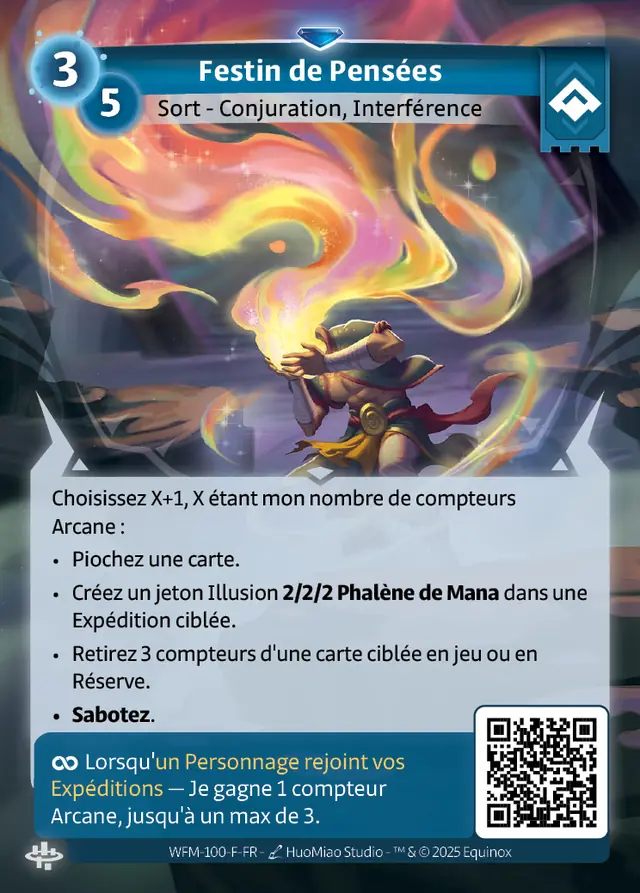 3
5
Festin de Pensées
Sort - Conjuration, Interférence
Choisissez X+1, X étant mon nombre de compteurs
Arcane :
• Piochez une carte.
• Créez un jeton Illusion 2/2/2 Phalène de Mana dans une
Expédition ciblée.
• Retirez 3 compteurs d'une carte ciblée en jeu ou en
Réserve.
• Sabotez.
∞ Lorsqu'un Personnage rejoint vos
Expéditions — Je gagne 1 compteur
Arcane, jusqu'à un max de 3.
WFM-100-F-FR - HuoMiao Studio - ™ & © 2025 Equinox